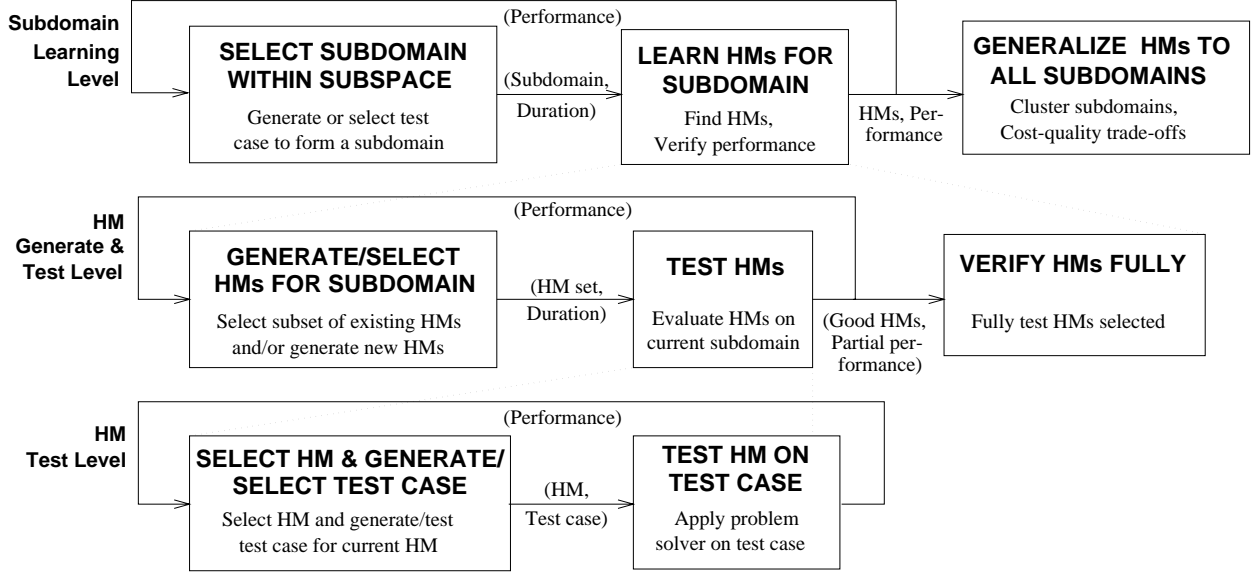 Subdomain
Learning
Level
(Performance)
SELECT SUBDOMAIN
WITHIN SUBSPACE
Generate or select test
case to form a subdomain
(Subdomain,
Duration)
LEARN HMs FOR
SUBDOMAIN
Find HMs,
Verify performance
HMs, Per-
formance
GENERALIZE HMs TO
ALL SUBDOMAINS
Cluster subdomains,
Cost-quality trade-offs
HM
Generate &
Test Level
(Performance)
GENERATE/SELECT
HMs FOR SUBDOMAIN
Select subset of existing HMs
and/or generate new HMs
(HM set,
Duration)
TEST HMs
Evaluate HMs on
current subdomain
(Good HMs,
Partial per-
formance)
VERIFY HMs FULLY
Fully test HMs selected
HM
Test Level
(Performance)
SELECT HM & GENERATE/
SELECT TEST CASE
Select HM and generate/test
test case for current HM
(HM,
Test case)
TEST HM ON
TEST CASE
Apply problem
solver on test case